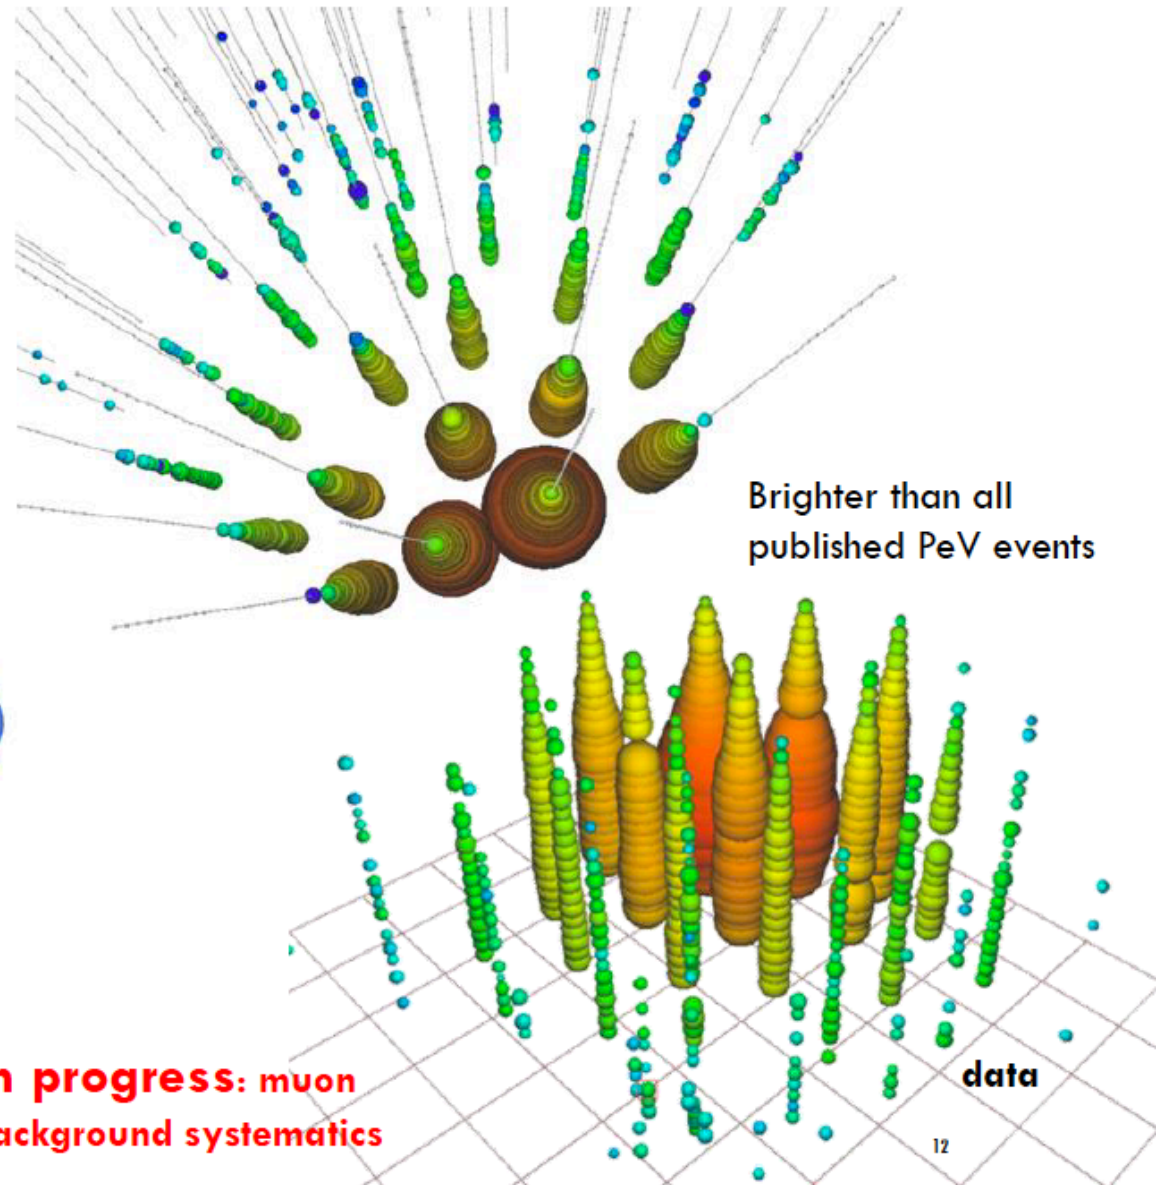 Brighter than all
published PeV events
data
n progress: muon
ackground systematics
12